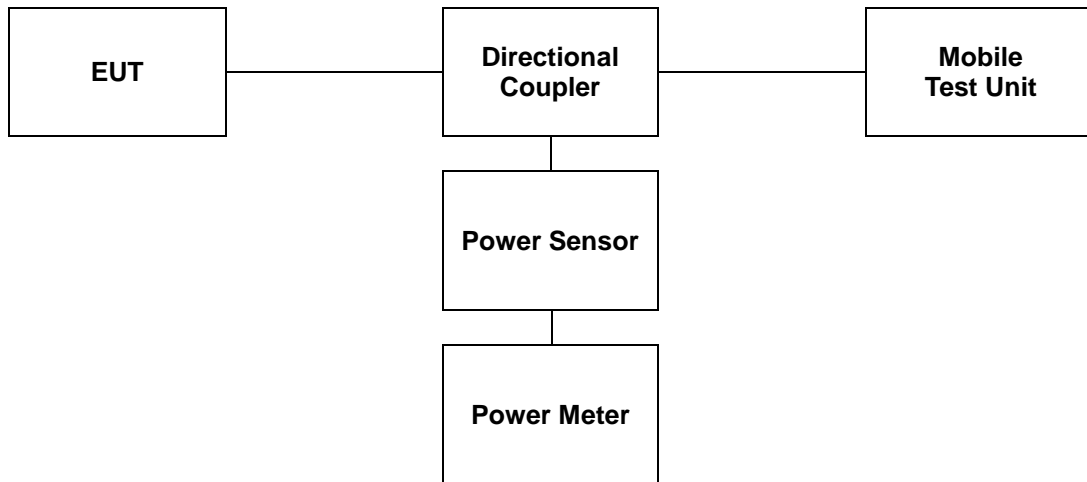 EUT
Directional
Coupler
Mobile
Test Unit
Power Sensor
Power Meter